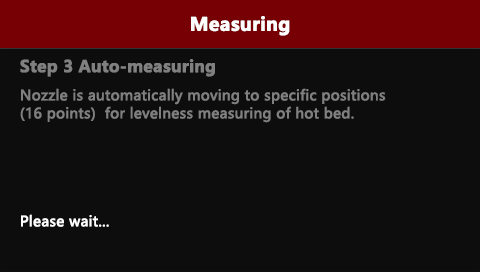 Measuring
Step 3 Auto-measuring
Nozzle is automatically moving to specific positions
(16 points)  for levelness measuring of hot bed.
Please wait...